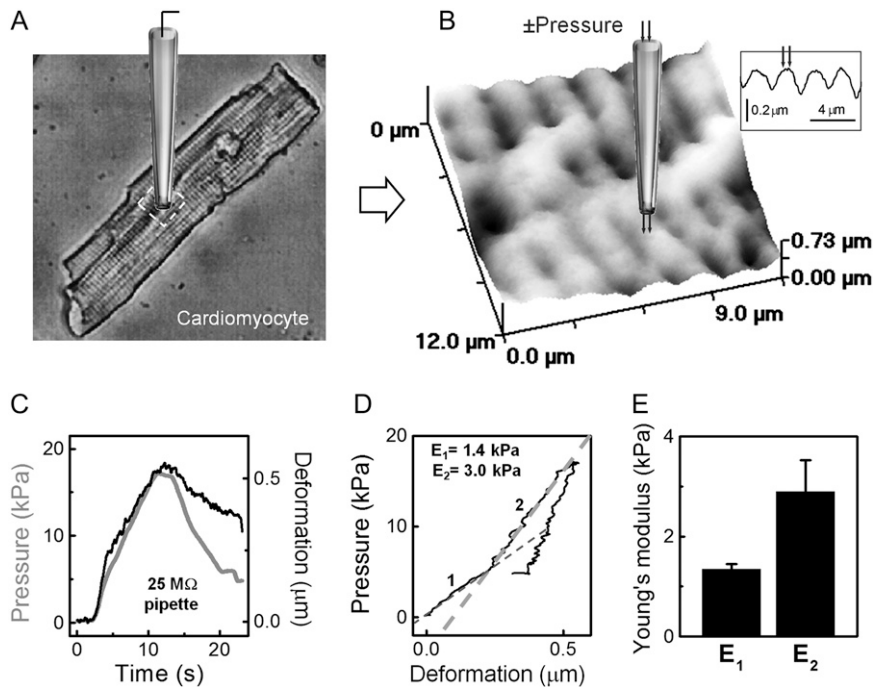 A
Cardiomyocyte
B
±Pressure
0.2 μm
4 μm
0 μm
12.0 μm
0.0 μm
9.0 μm
0.73 μm
0.00 μm
C
Pressure (kPa)
20
15
10
5
0
25 MΩ
pipette
0.5
0.0
Deformation (μm)
0 10 20
Time (s)
D
Pressure (kPa)
20
10
0
E1= 1.4 kPa
E2= 3.0 kPa
1
2
0.0 0.5
Deformation (μm)
E
Young's modulus (kPa)
4
2
0
E1 E2